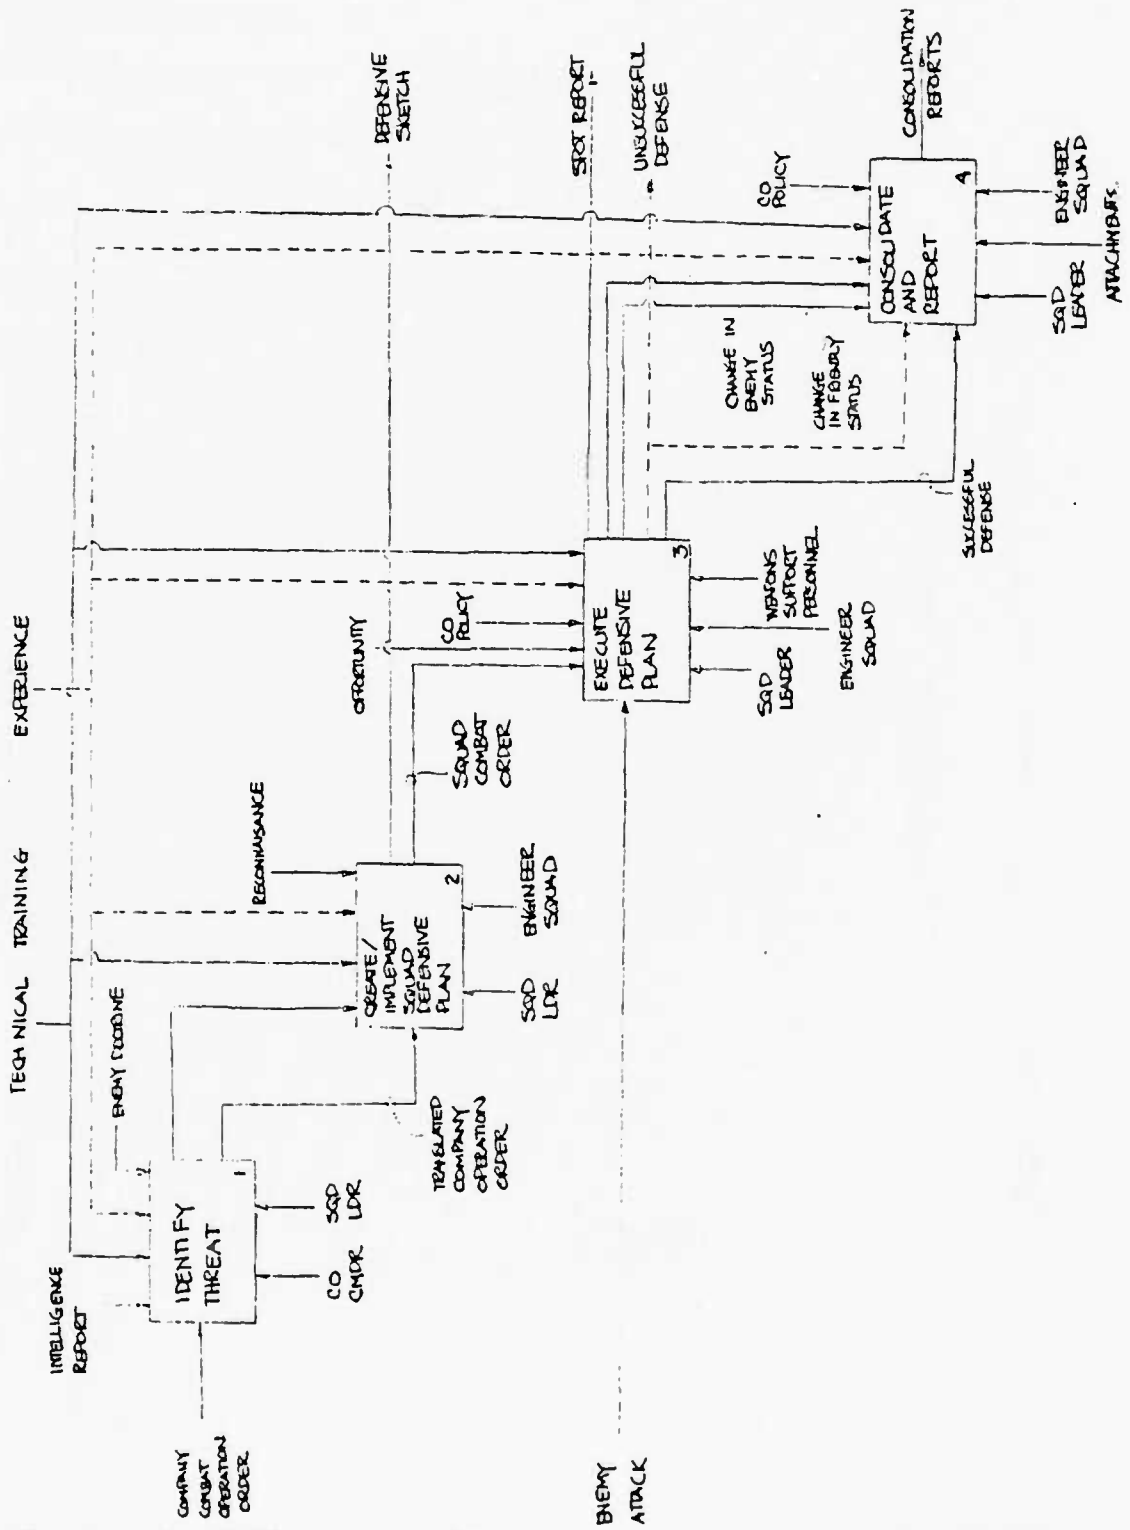 TECHNICAL TRAINING
EXPERIENCE
INTELLIGENCE
REPORT
ENEMY DOCTRINE
COMPANY
COMBAT
OPERATION
ORDER
IDENTIFY
THREAT
1
CO
CMDR
SQD
LDR
TRANSLATED
COMPANY
OPERATION
ORDER
RECONNAISANCE
CREATE/
IMPLEMENT
SQUAD
DEFENSIVE
PLAN
2
SQD
LDR
ENGINEER
SQUAD
SQUAD
COMBAT
ORDER
OPPORTUNITY
CO
POLICY
DEFENSIVE
SKETCH
ENEMY
ATTACK
EXECUTE
DEFENSIVE
PLAN
3
SQD
LEADER
ENGINEER
SQUAD
WEAPONS
SUPPORT
PERSONNEL
SPOT REPORT
UNSUCCESSFUL
DEFENSE
CHANGE IN
ENEMY
STATUS
CHANGE
IN FRIENDLY
STATUS
SUCCESSFUL
DEFENSE
CO
POLICY
CONSOLIDATE
AND
REPORT
4
SQD
LEADER
ATTACHMENTS
ENGINEER
SQUAD
CONSOLIDATION
REPORTS